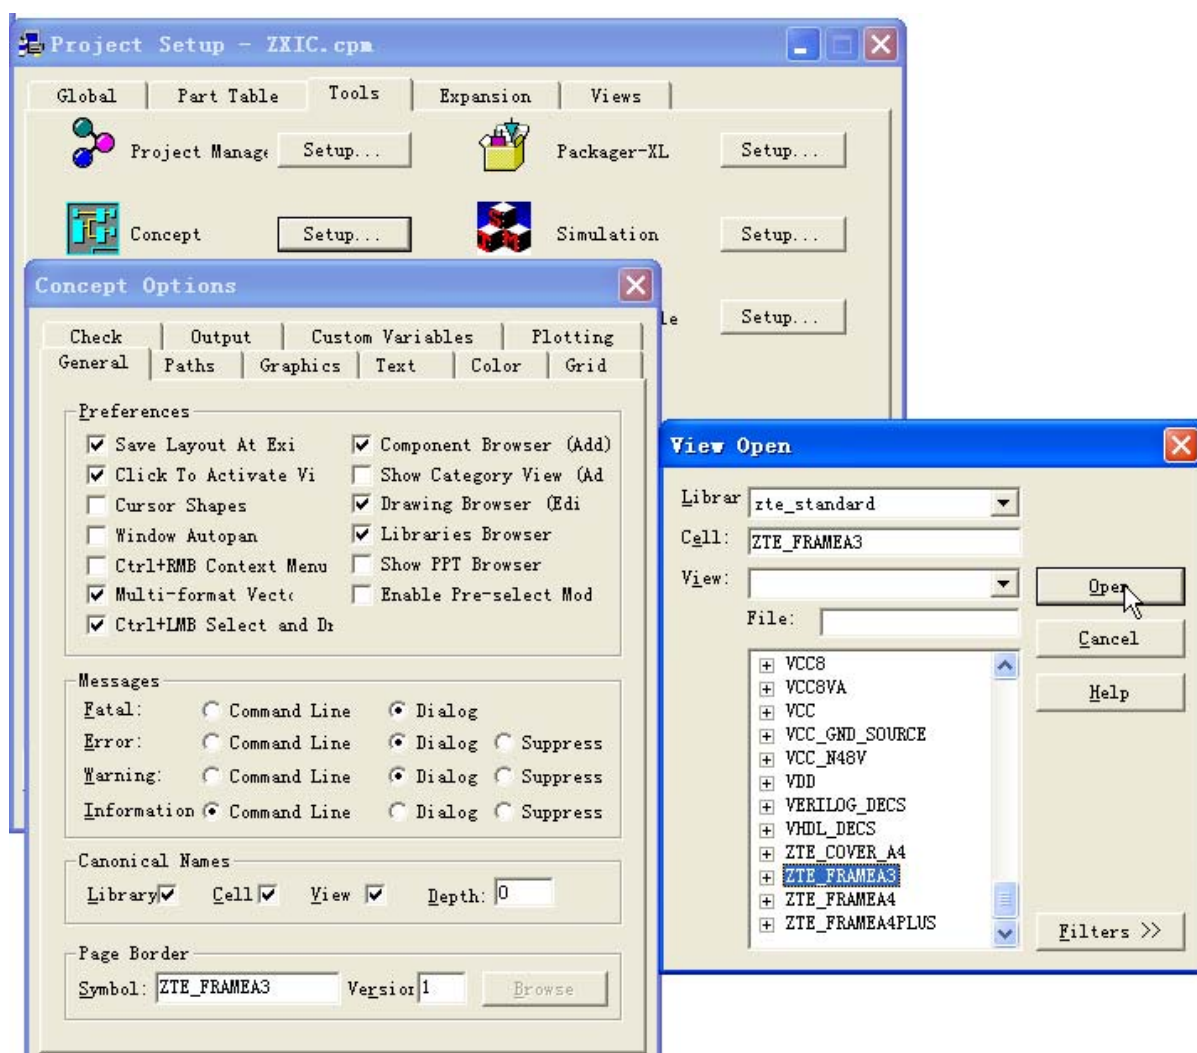 Project Setup - ZXIC.cpm
Global Part Table Tools Expansion Views
Project Manage Setup... Packager-XL Setup...
Concept Setup... Simulation Setup...
le Setup...
Concept Options
Check Output Custom Variables Plotting
General Paths Graphics Text Color Grid
Preferences
Save Layout At Exi Component Browser (Add)
Click To Activate Vi Show Category View (Ad
Cursor Shapes Drawing Browser (Edi
Window Autopan Libraries Browser
Ctrl+RMB Context Menu Show PPT Browser
Multi-format Vecto Enable Pre-select Mod
Ctrl+LMB Select and Dr
Messages
Fatal: Command Line Dialog
Error: Command Line Dialog Suppress
Warning: Command Line Dialog Suppress
Information Command Line Dialog Suppress
Canonical Names
Library Cell View Depth: 0
Page Border
Symbol: ZTE_FRAMEA3 Version 1 Browse
View Open
Librar zte_standard
Cell: ZTE_FRAMEA3
View: Open
File:
Cancel
Help
VCC8
VCC8VA
VCC
VCC_GND_SOURCE
VCC_N48V
VDD
VERILOG_DECS
VHDL_DECS
ZTE_COVER_A4
ZTE_FRAMEA3
ZTE_FRAMEA4
ZTE_FRAMEA4PLUS
Filters >>